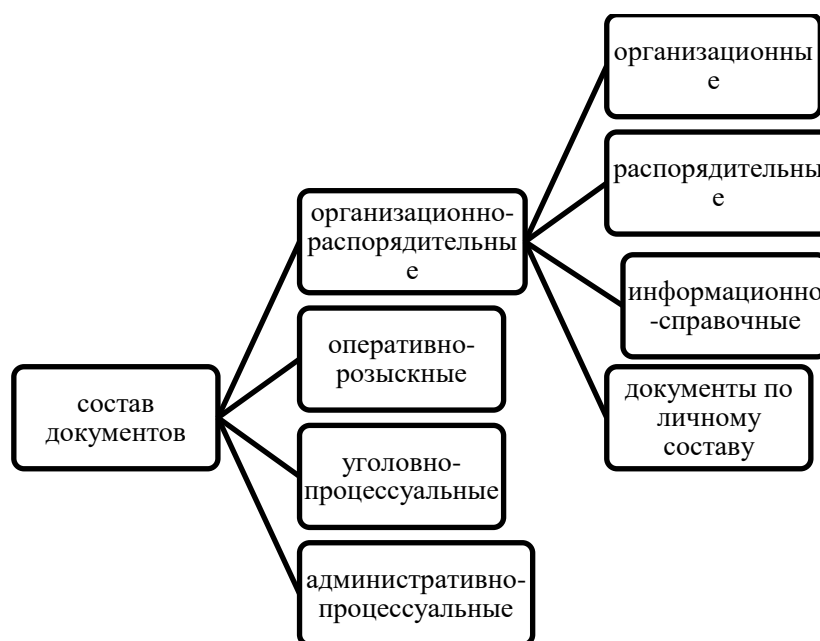 состав
документов
организационно-
распорядительны
е
оперативно-
розыскные
уголовно-
процессуальные
административно-
процессуальные
организационны
е
распорядительны
е
информационно
-справочные
документы по
личному
составу